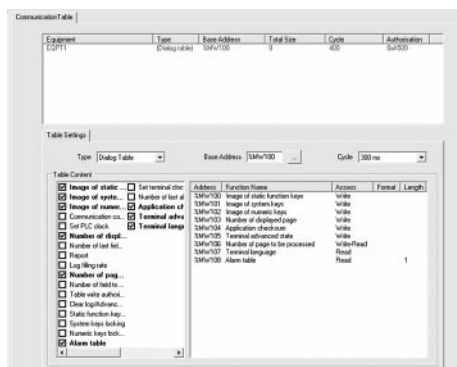 CommunicationTable
Equipment Type Base Address Total Size Cycle Authorisation
EQPT1 (Dialog table) %MW100 9 400 0xA500
Table Settings
Type Dialog Table Base Address %MW100 ... Cycle 300 ms
Table Content
Image of static ...
Image of syste...
Image of numer...
Communication co...
Set PLC clock
Number of displ...
Number of last fiel...
Report
Log filling rate
Number of pag...
Number of field to ...
Table write authori...
Clear log/Advanc...
Static function key...
System keys locking
Numeric keys lock...
Alarm table
Set terminal cloc
Number of last al
Application ch
Terminal adva
Terminal langu
Address Function Name Access Format Length
%MW100 Image of static function keys Write
%MW101 Image of system keys Write
%MW102 Image of numeric keys Write
%MW103 Number of displayed page Write
%MW104 Application checksum Write
%MW105 Terminal advanced state Write
%MW106 Number of page to be processed Write-Read
%MW107 Terminal language Read
%MW108 Alarm table Read 1